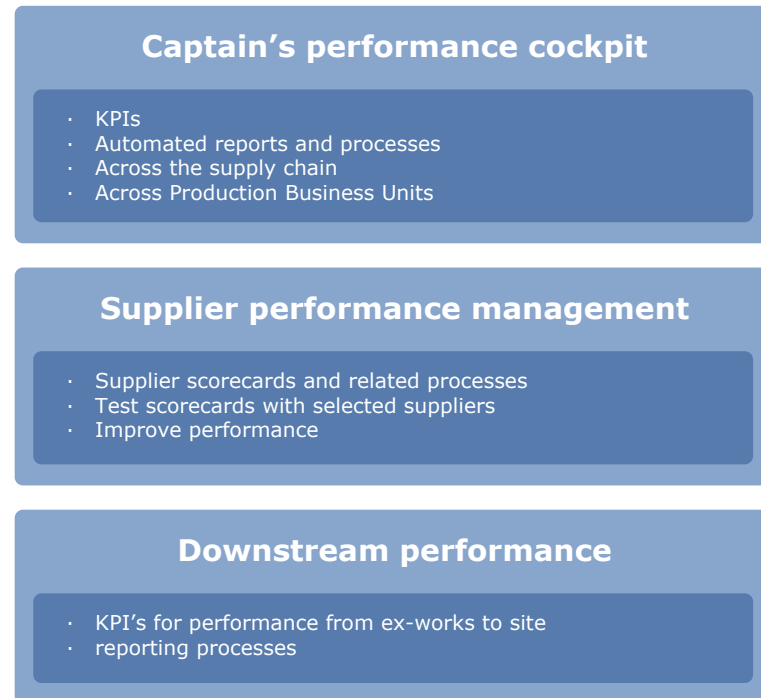 Captain’s performance cockpit
· KPIs
· Automated reports and processes
· Across the supply chain
· Across Production Business Units
Supplier performance management
· Supplier scorecards and related processes
· Test scorecards with selected suppliers
· Improve performance
Downstream performance
· KPI’s for performance from ex-works to site
· reporting processes